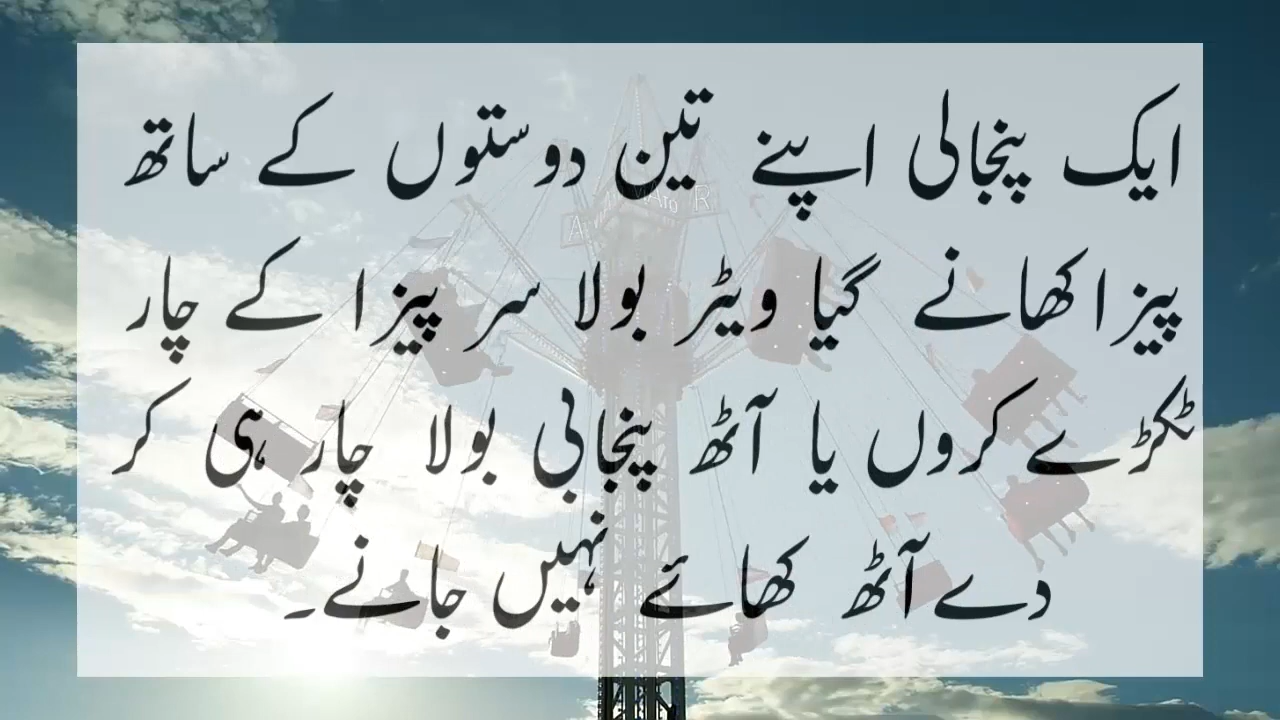 ایک پنجالی اپنے تین دوستوں کے ساتھ
پیزا کھانے گیا ویٹر بولا سر پیزا کے چار
ٹکڑے کروں یا آٹھ پنجابی بولا چار ہی کر
دے آٹھ کھائے نہیں جانے۔